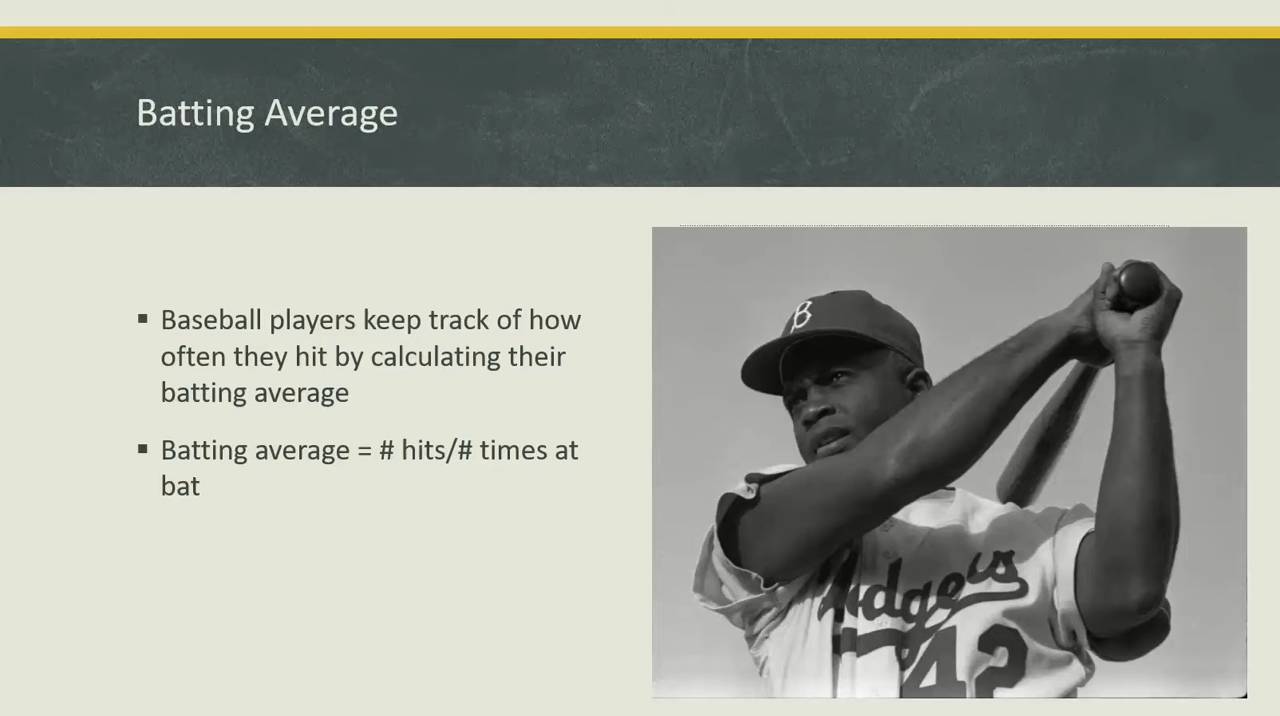 Batting Average
▪ Baseball players keep track of how
often they hit by calculating their
batting average
▪ Batting average = # hits/# times at
bat
B
Dodgers
42